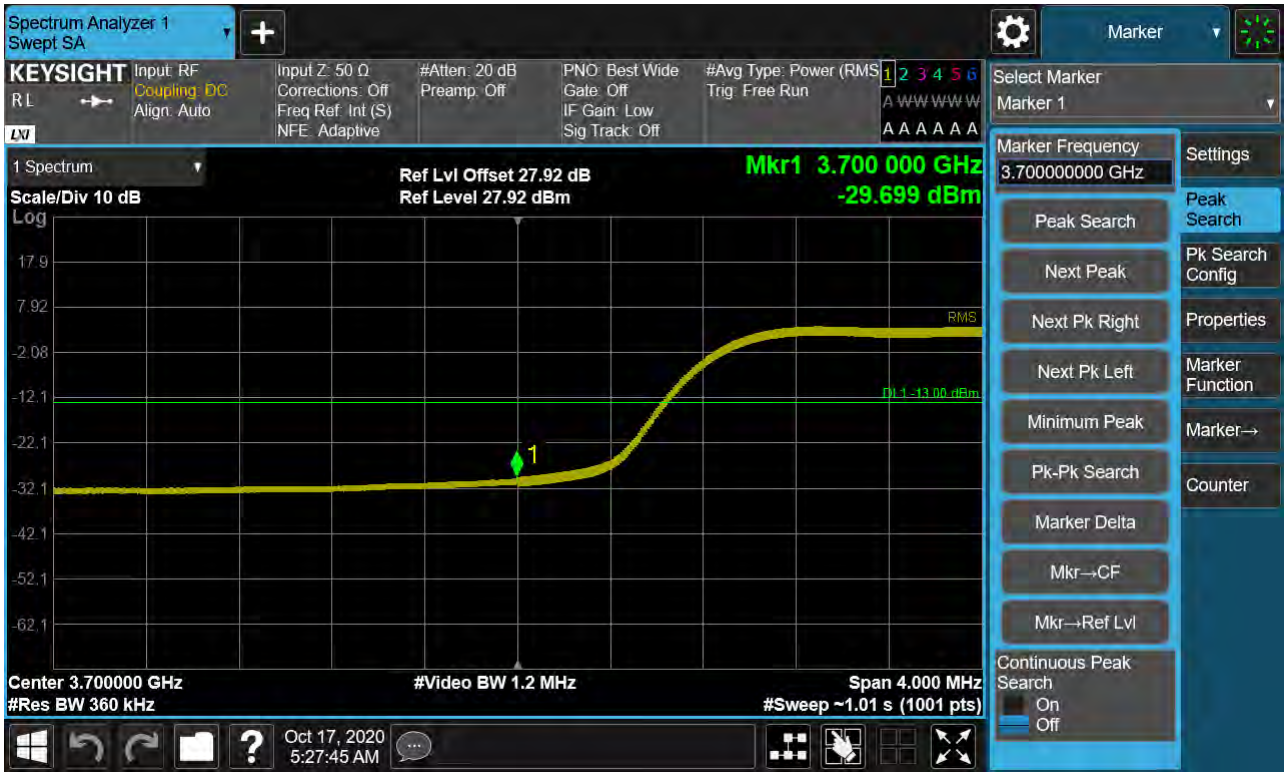 Spectrum Analyzer 1
Swept SA
+
Marker
KEYSIGHT
RL
LXI
Input: RF
Coupling: DC
Align: Auto
Input Z: 50 Ω
Corrections: Off
Freq Ref: Int (S)
NFE: Adaptive
#Atten: 20 dB
Preamp: Off
PNO: Best Wide
Gate: Off
IF Gain: Low
Sig Track: Off
#Avg Type: Power (RMS
Trig: Free Run
1 2 3 4 5 6
A W W W W W
A A A A A A
Select Marker
Marker 1
1 Spectrum
Scale/Div 10 dB
Log
Ref Lvl Offset 27.92 dB
Ref Level 27.92 dBm
Mkr1 3.700 000 GHz
-29.699 dBm
17.9
7.92
-2.08
-12.1
-22.1
-32.1
-42.1
-52.1
-62.1
RMS
DL1 -13.00 dBm
1
Center 3.700000 GHz
#Res BW 360 kHz
#Video BW 1.2 MHz
Span 4.000 MHz
#Sweep ~1.01 s (1001 pts)
Marker Frequency
3.700000000 GHz
Peak Search
Next Peak
Next Pk Right
Next Pk Left
Minimum Peak
Pk-Pk Search
Marker Delta
Mkr→CF
Mkr→Ref Lvl
Continuous Peak
Search
On
Off
Settings
Peak
Search
Pk Search
Config
Properties
Marker
Function
Marker→
Counter
?
Oct 17, 2020
5:27:45 AM